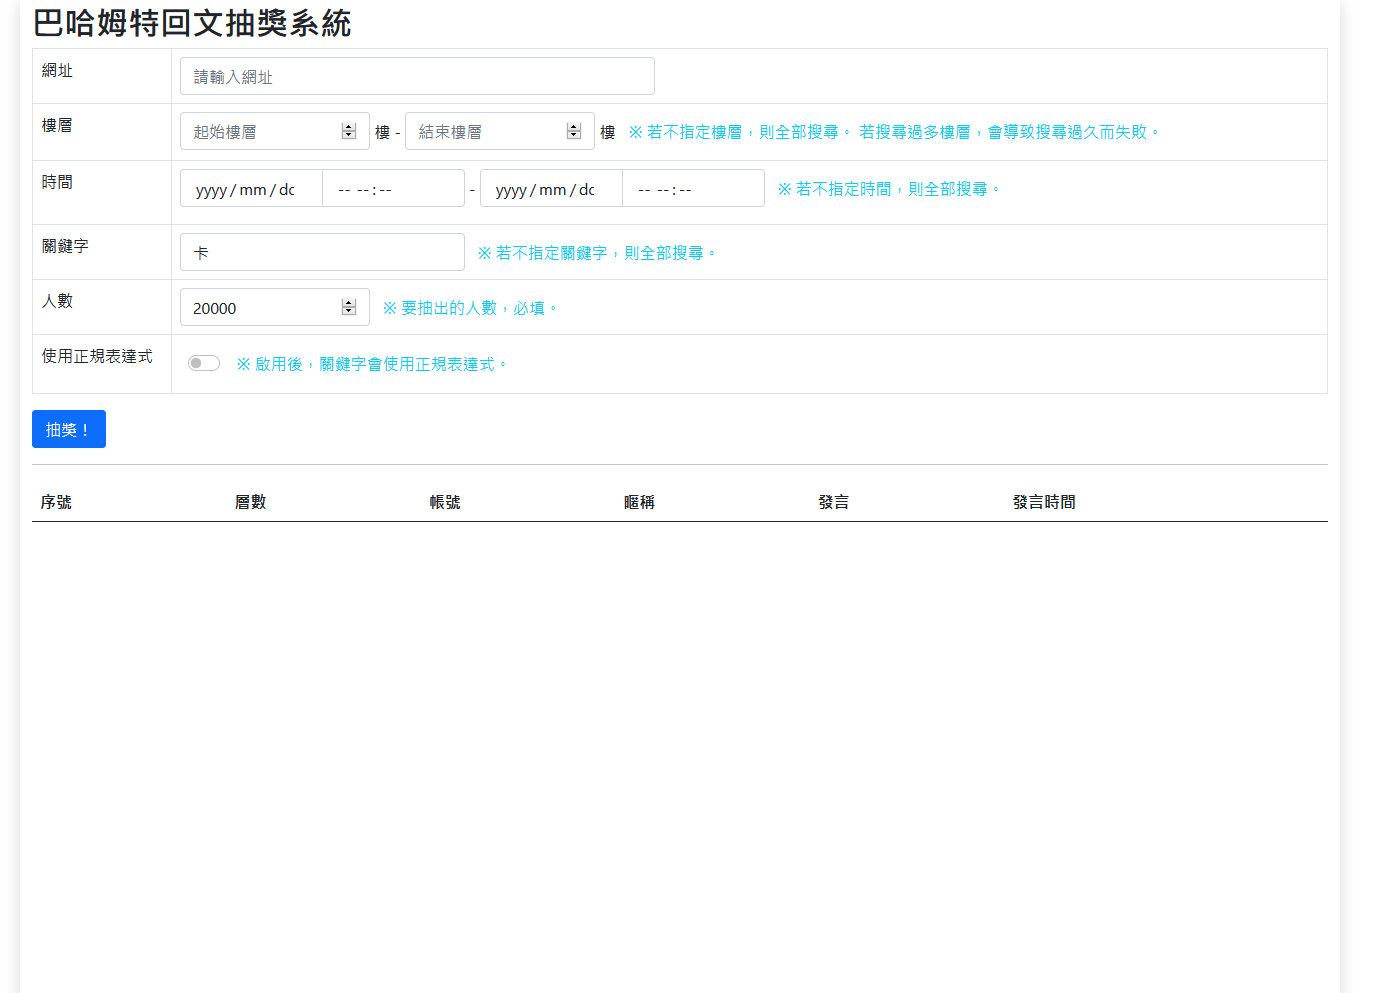 巴哈姆特回文抽獎系統
網址 請輸入網址
樓層 起始樓層 樓 - 結束樓層 樓 ※ 若不指定樓層，則全部搜尋。 若搜尋過多樓層，會導致搜尋過久而失敗。
時間 yyyy / mm / dd -- --:-- - yyyy / mm / dd -- --:-- ※ 若不指定時間，則全部搜尋。
關鍵字 卡 ※ 若不指定關鍵字，則全部搜尋。
人數 20000 ※ 要抽出的人數，必填。
使用正規表達式 ※ 啟用後，關鍵字會使用正規表達式。
抽獎！
序號 層數 帳號 暱稱 發言 發言時間